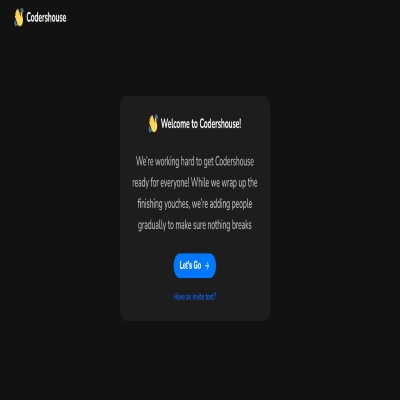 Codershouse
Welcome to Codershouse!
We're working hard to get Codershouse
ready for everyone! While we wrap up the
finishing youches, we're adding people
gradually to make sure nothing breaks
Let's Go →
Have an invite text?